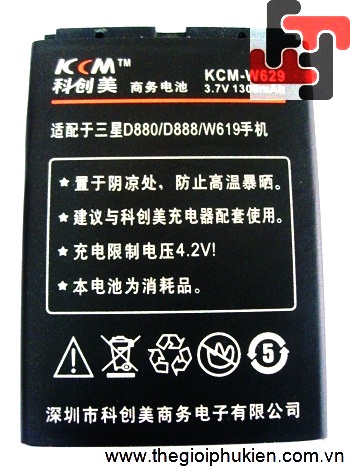 KCM™
科创美 商务电池
KCM-W629
3.7V 1300mAh
适配于三星D880/D888/W619手机
★置于阴凉处，防止高温暴晒。
★建议与科创美充电器配套使用。
★充电限制电压4.2V!
★本电池为消耗品。
5
深圳市科创美商务电子有限公司
www.thegioiphukien.com.vn